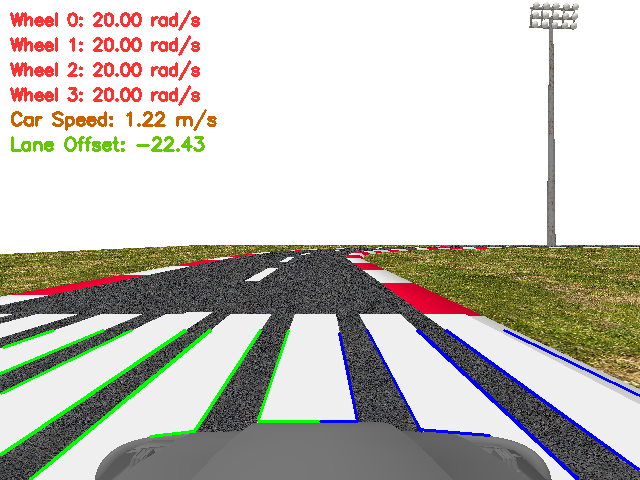 Wheel 0: 20.00 rad/s
Wheel 1: 20.00 rad/s
Wheel 2: 20.00 rad/s
Wheel 3: 20.00 rad/s
Car Speed: 1.22 m/s
Lane Offset: -22.43